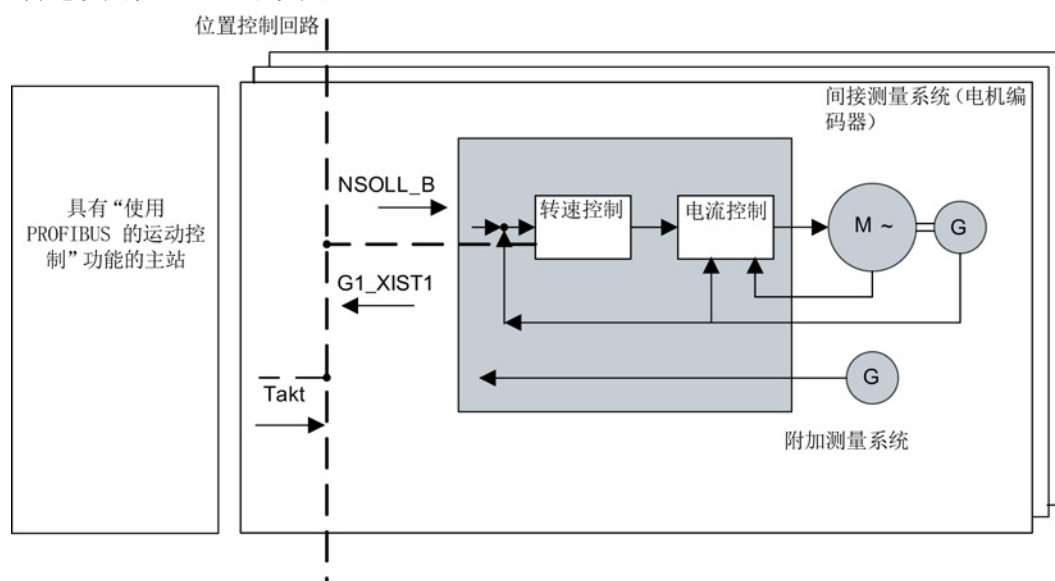 位置控制回路
间接测量系统（电机编
码器）
具有“使用
PROFIBUS 的运动控
制”功能的主站
NSOLL_B
转速控制
电流控制
M ~
G
G1_XIST1
Takt
G
附加测量系统